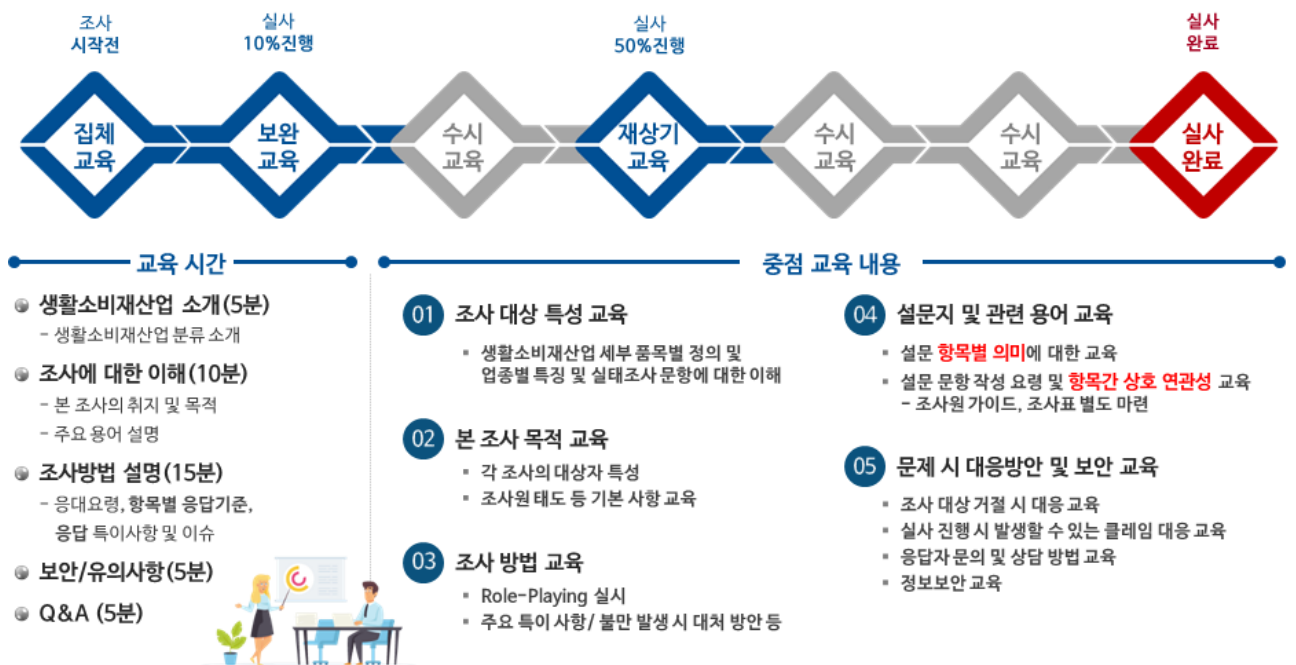 조사
시작전
실사
10%진행
실사
50%진행
실사
완료
집체
교육
보완
교육
수시
교육
재상기
교육
수시
교육
수시
교육
실사
완료
교육 시간
생활소비재산업 소개(5분)
- 생활소비재산업 분류 소개
조사에 대한 이해(10분)
- 본 조사의 취지 및 목적
- 주요 용어 설명
조사방법 설명(15분)
- 응대요령, 항목별 응답기준,
응답 특이사항 및 이슈
보안/유의사항(5분)
Q&A (5분)
중점 교육 내용
01 조사 대상 특성 교육
생활소비재산업 세부 품목별 정의 및
업종별 특징 및 실태조사 문항에 대한 이해
02 본 조사 목적 교육
각 조사의 대상자 특성
조사원 태도 등 기본 사항 교육
03 조사 방법 교육
Role-Playing 실시
주요 특이 사항/ 불만 발생 시 대처 방안 등
04 설문지 및 관련 용어 교육
설문 항목별 의미에 대한 교육
설문 문항 작성 요령 및 항목간 상호 연관성 교육
- 조사원 가이드, 조사표 별도 마련
05 문제 시 대응방안 및 보안 교육
조사 대상 거절 시 대응 교육
실사 진행 시 발생할 수 있는 클레임 대응 교육
응답자 문의 및 상담 방법 교육
정보보안 교육